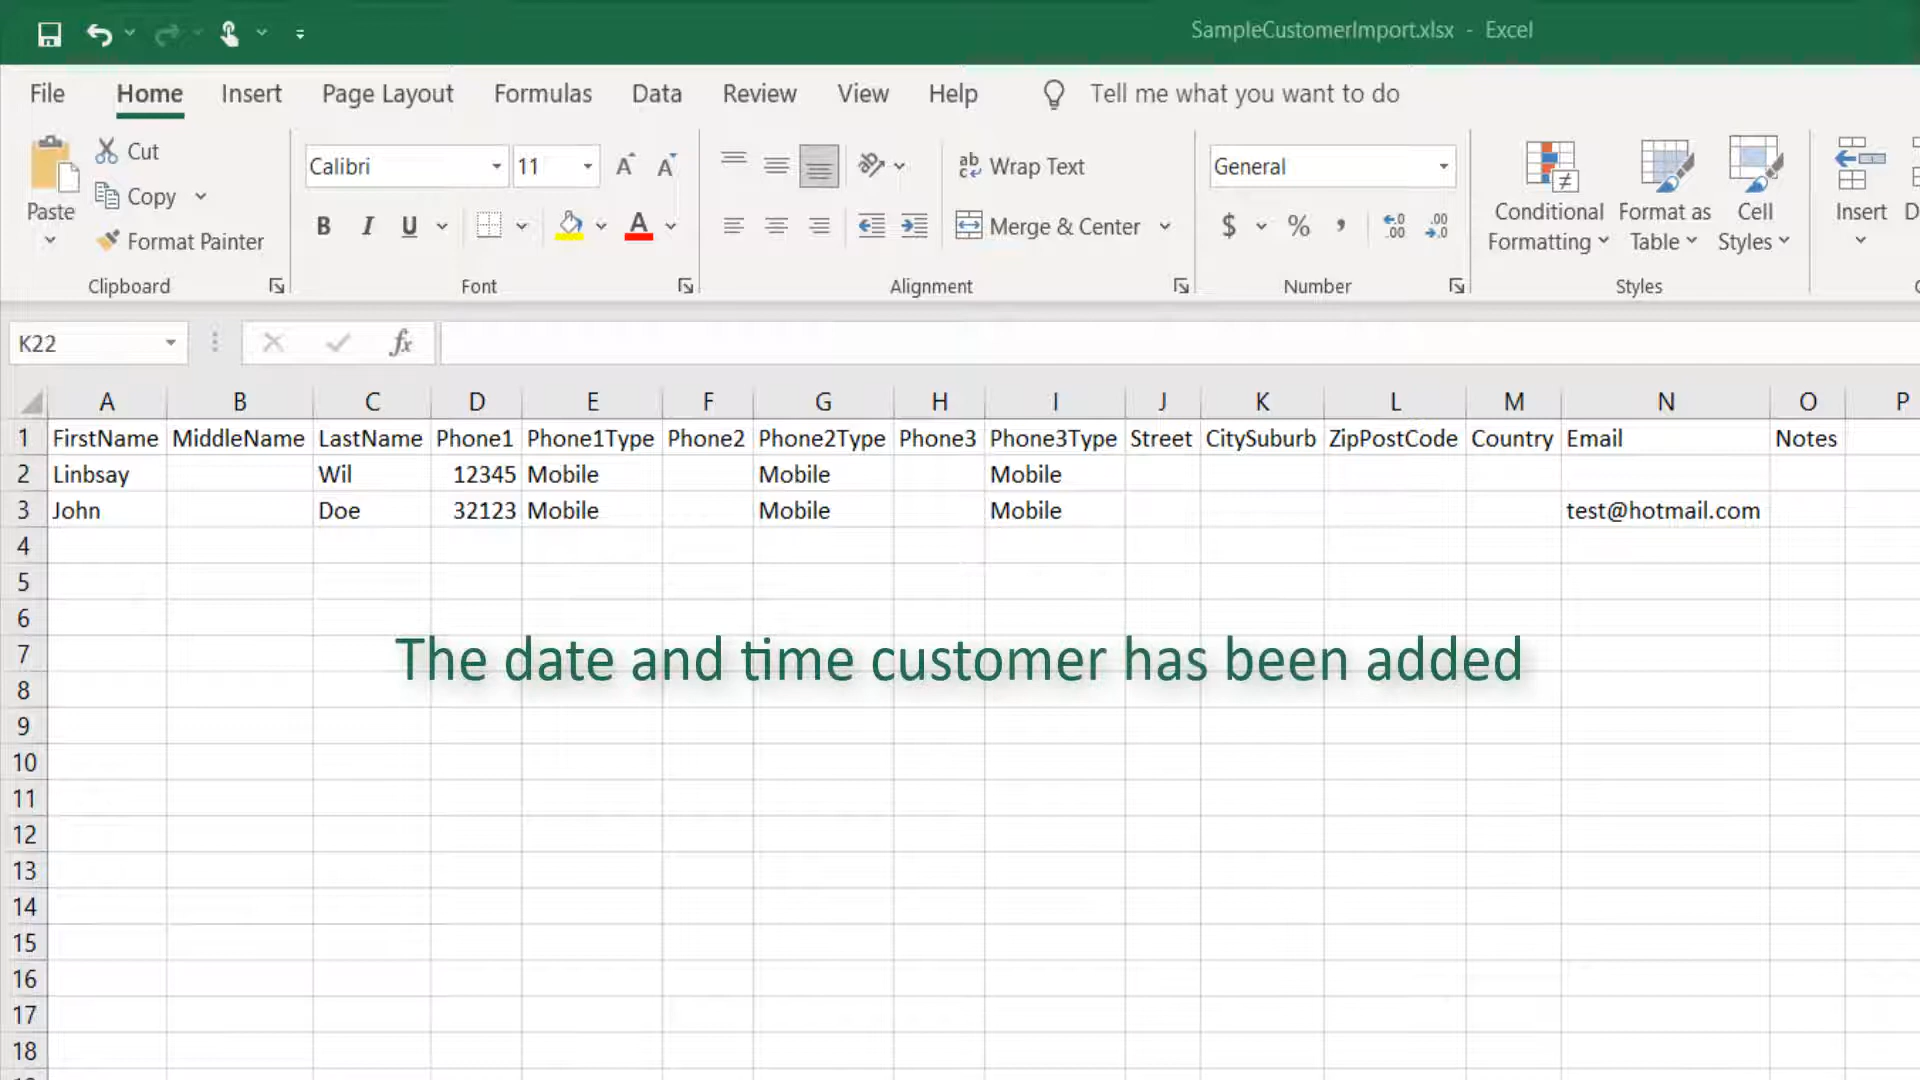 SampleCustomerImport.xlsx - Excel
File Home Insert Page Layout Formulas Data Review View Help Tell me what you want to do
Paste
Cut
Copy
Format Painter
Clipboard
Calibri 11
B I U A
Font
ab Wrap Text
Merge & Center
Alignment
General
$ % ,
Number
Conditional Formatting
Format as Table
Cell Styles
Styles
Insert
K22 fx
A B C D E F G H I J K L M N O P
1 FirstName MiddleName LastName Phone1 Phone1Type Phone2 Phone2Type Phone3 Phone3Type Street CitySuburb ZipPostCode Country Email Notes
2 Linbsay Wil 12345 Mobile Mobile Mobile
3 John Doe 32123 Mobile Mobile Mobile test@hotmail.com
4
5
6
7
The date and time customer has been added
8
9
10
11
12
13
14
15
16
17
18